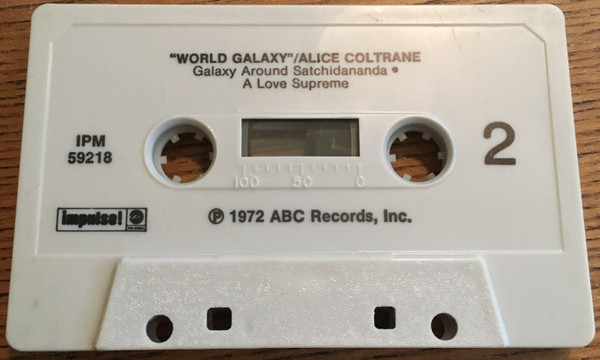 "WORLD GALAXY"/ALICE COLTRANE
Galaxy Around Satchidananda •
A Love Supreme
IPM
59218
2
100 50 0
impulse!
℗ 1972 ABC Records, Inc.